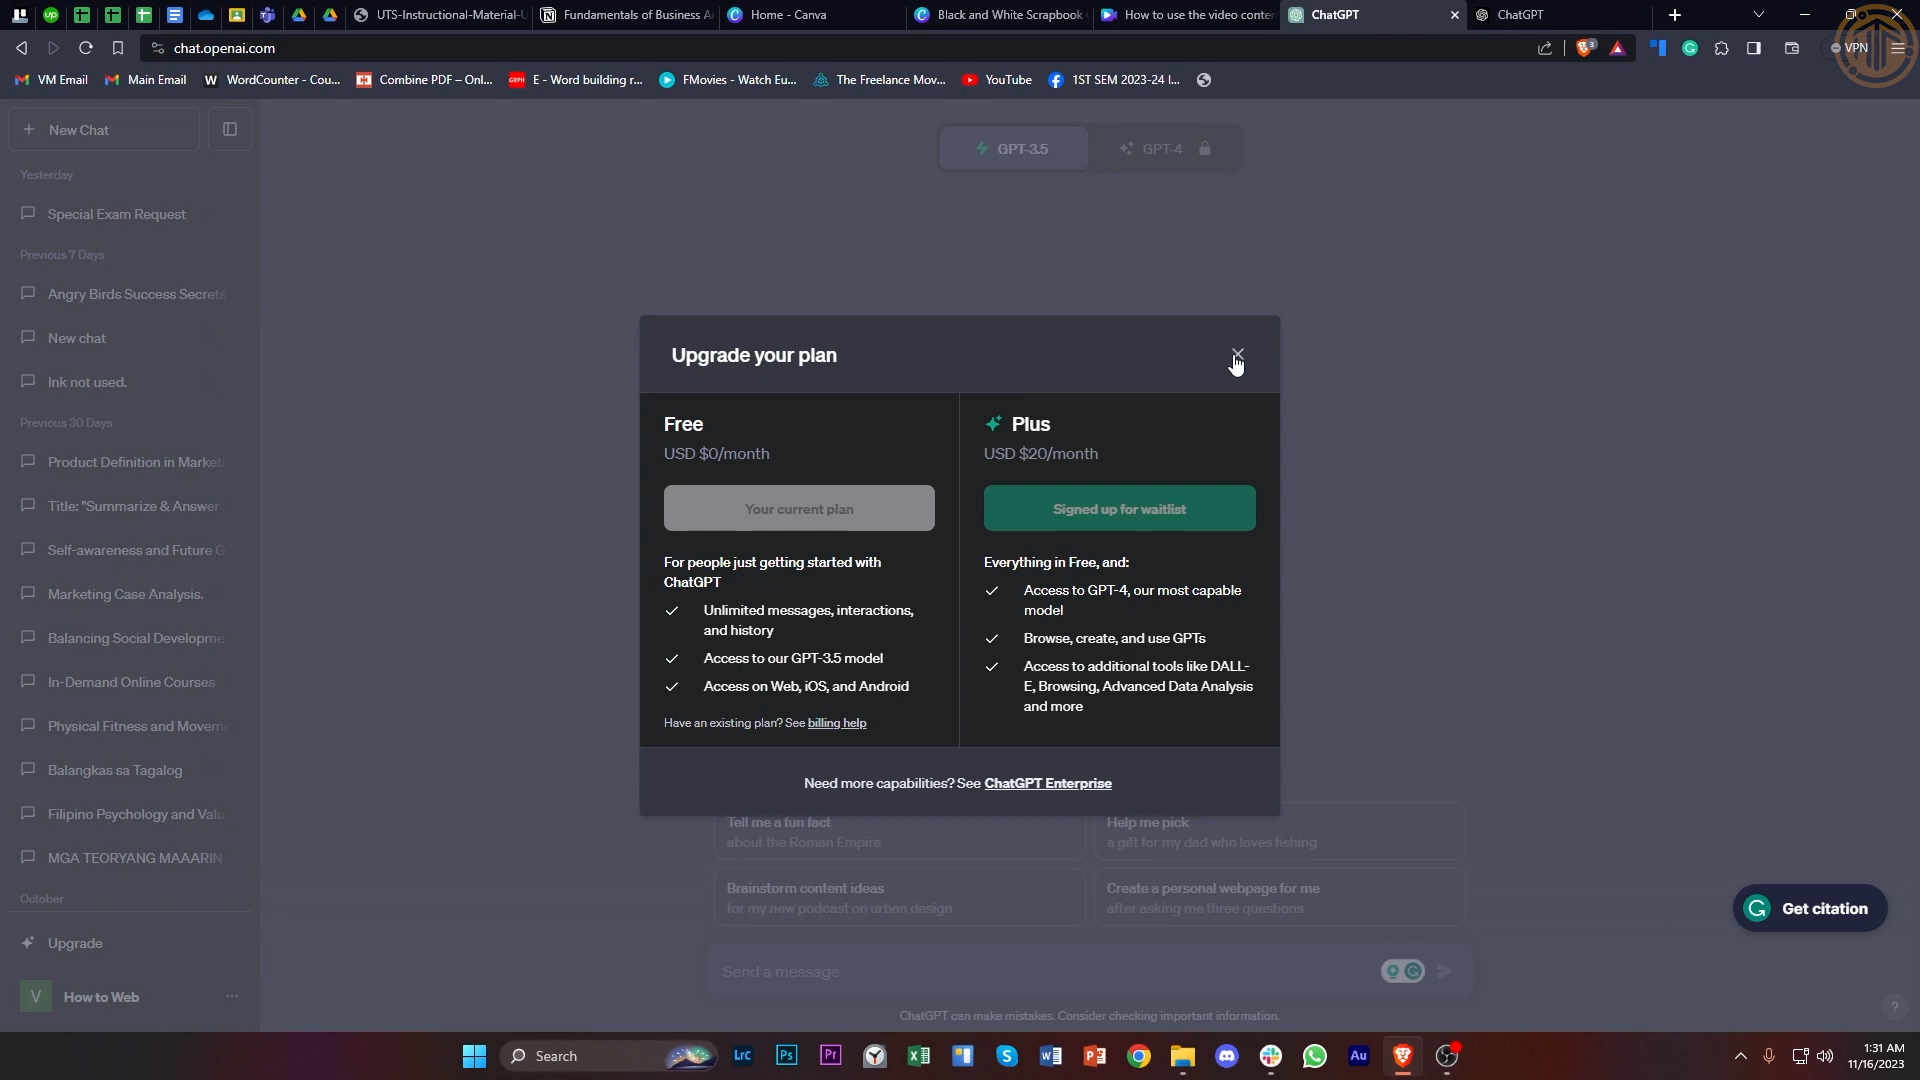 UTS-Instructional-Material-U
Fundamentals of Business A
Home - Canva
Black and White Scrapbook
How to use the video conten
ChatGPT
ChatGPT
chat.openai.com
VPN
VM Email
Main Email
WordCounter - Cou...
Combine PDF – Onl...
E - Word building r...
FMovies - Watch Eu...
The Freelance Mov...
YouTube
1ST SEM 2023-24 I...
New Chat
GPT-3.5
GPT-4
Yesterday
Special Exam Request
Previous 7 Days
Angry Birds Success Secrets
New chat
Ink not used.
Previous 30 Days
Product Definition in Market
Title: "Summarize & Answer
Self-awareness and Future G
Marketing Case Analysis.
Balancing Social Developme
In-Demand Online Courses
Physical Fitness and Moveme
Balangkas sa Tagalog
Filipino Psychology and Valu
MGA TEORYANG MAAARIN
October
Upgrade
V
How to Web
Upgrade your plan
Free
USD $0/month
Your current plan
For people just getting started with
ChatGPT
Unlimited messages, interactions,
and history
Access to our GPT-3.5 model
Access on Web, iOS, and Android
Have an existing plan? See billing help
Plus
USD $20/month
Signed up for waitlist
Everything in Free, and:
Access to GPT-4, our most capable
model
Browse, create, and use GPTs
Access to additional tools like DALL-
E, Browsing, Advanced Data Analysis
and more
Need more capabilities? See ChatGPT Enterprise
Tell me a fun fact
about the Roman Empire
Help me pick
a gift for my dad who loves fishing
Brainstorm content ideas
for my new podcast on urban design
Create a personal webpage for me
after asking me three questions
Get citation
Send a message
ChatGPT can make mistakes. Consider checking important information.
?
Search
Lrc
Ps
Pr
Au
1:31 AM
11/16/2023